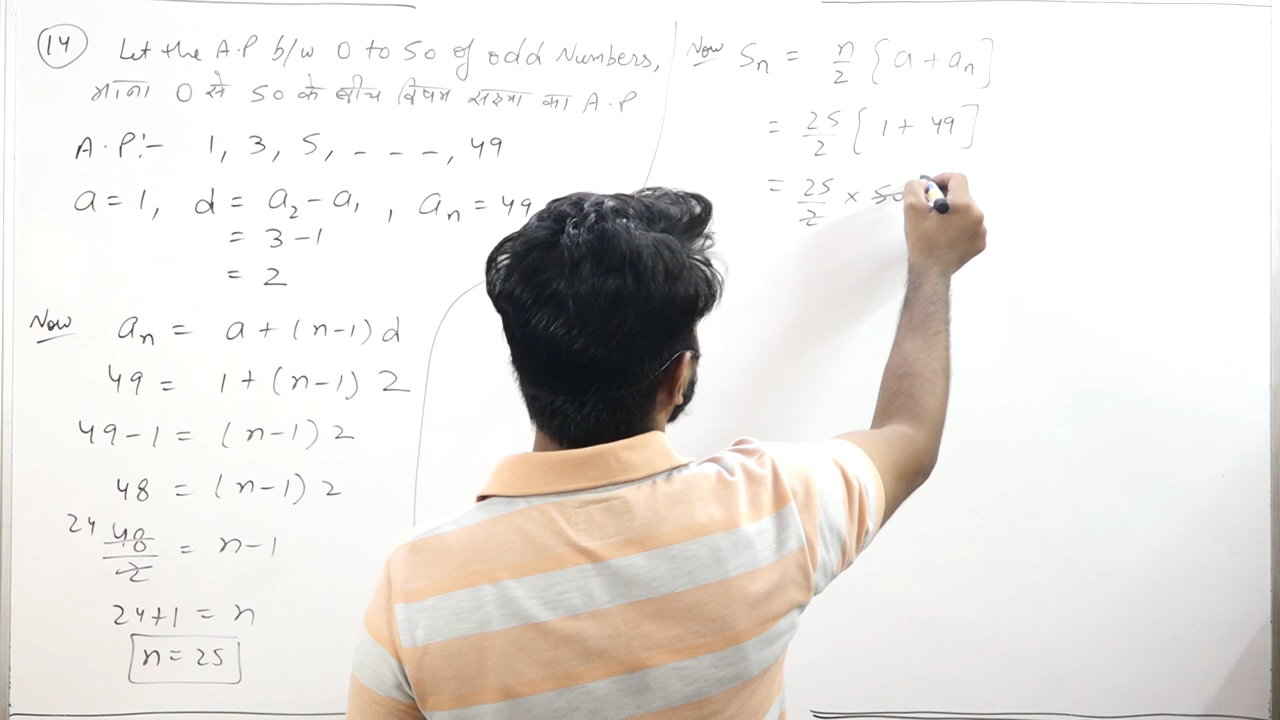 14 Let the A.P b/w 0 to 50 of odd Numbers,
माना 0 से 50 के बीच विषम संख्या का A.P
A.P:- 1, 3, 5, - - -, 49
a = 1, d = a₂ - a₁, aₙ = 49
= 3 - 1
= 2
Now aₙ = a + (n-1) d
49 = 1 + (n-1) 2
49 - 1 = (n-1) 2
48 = (n-1) 2
24 48/2 = n-1
24+1 = n
n = 25
Now Sₙ = n/2 [a + aₙ]
= 25/2 [1 + 49]
= 25/2 × 50